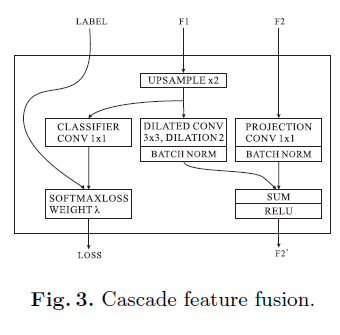 LABEL F1 F2
UPSAMPLE x2
CLASSIFIER
CONV 1x1
DILATED CONV
3x3, DILATION 2
BATCH NORM
PROJECTION
CONV 1x1
BATCH NORM
SOFTMAXLOSS
WEIGHT λ
SUM
RELU
LOSS F2'
Fig. 3. Cascade feature fusion.